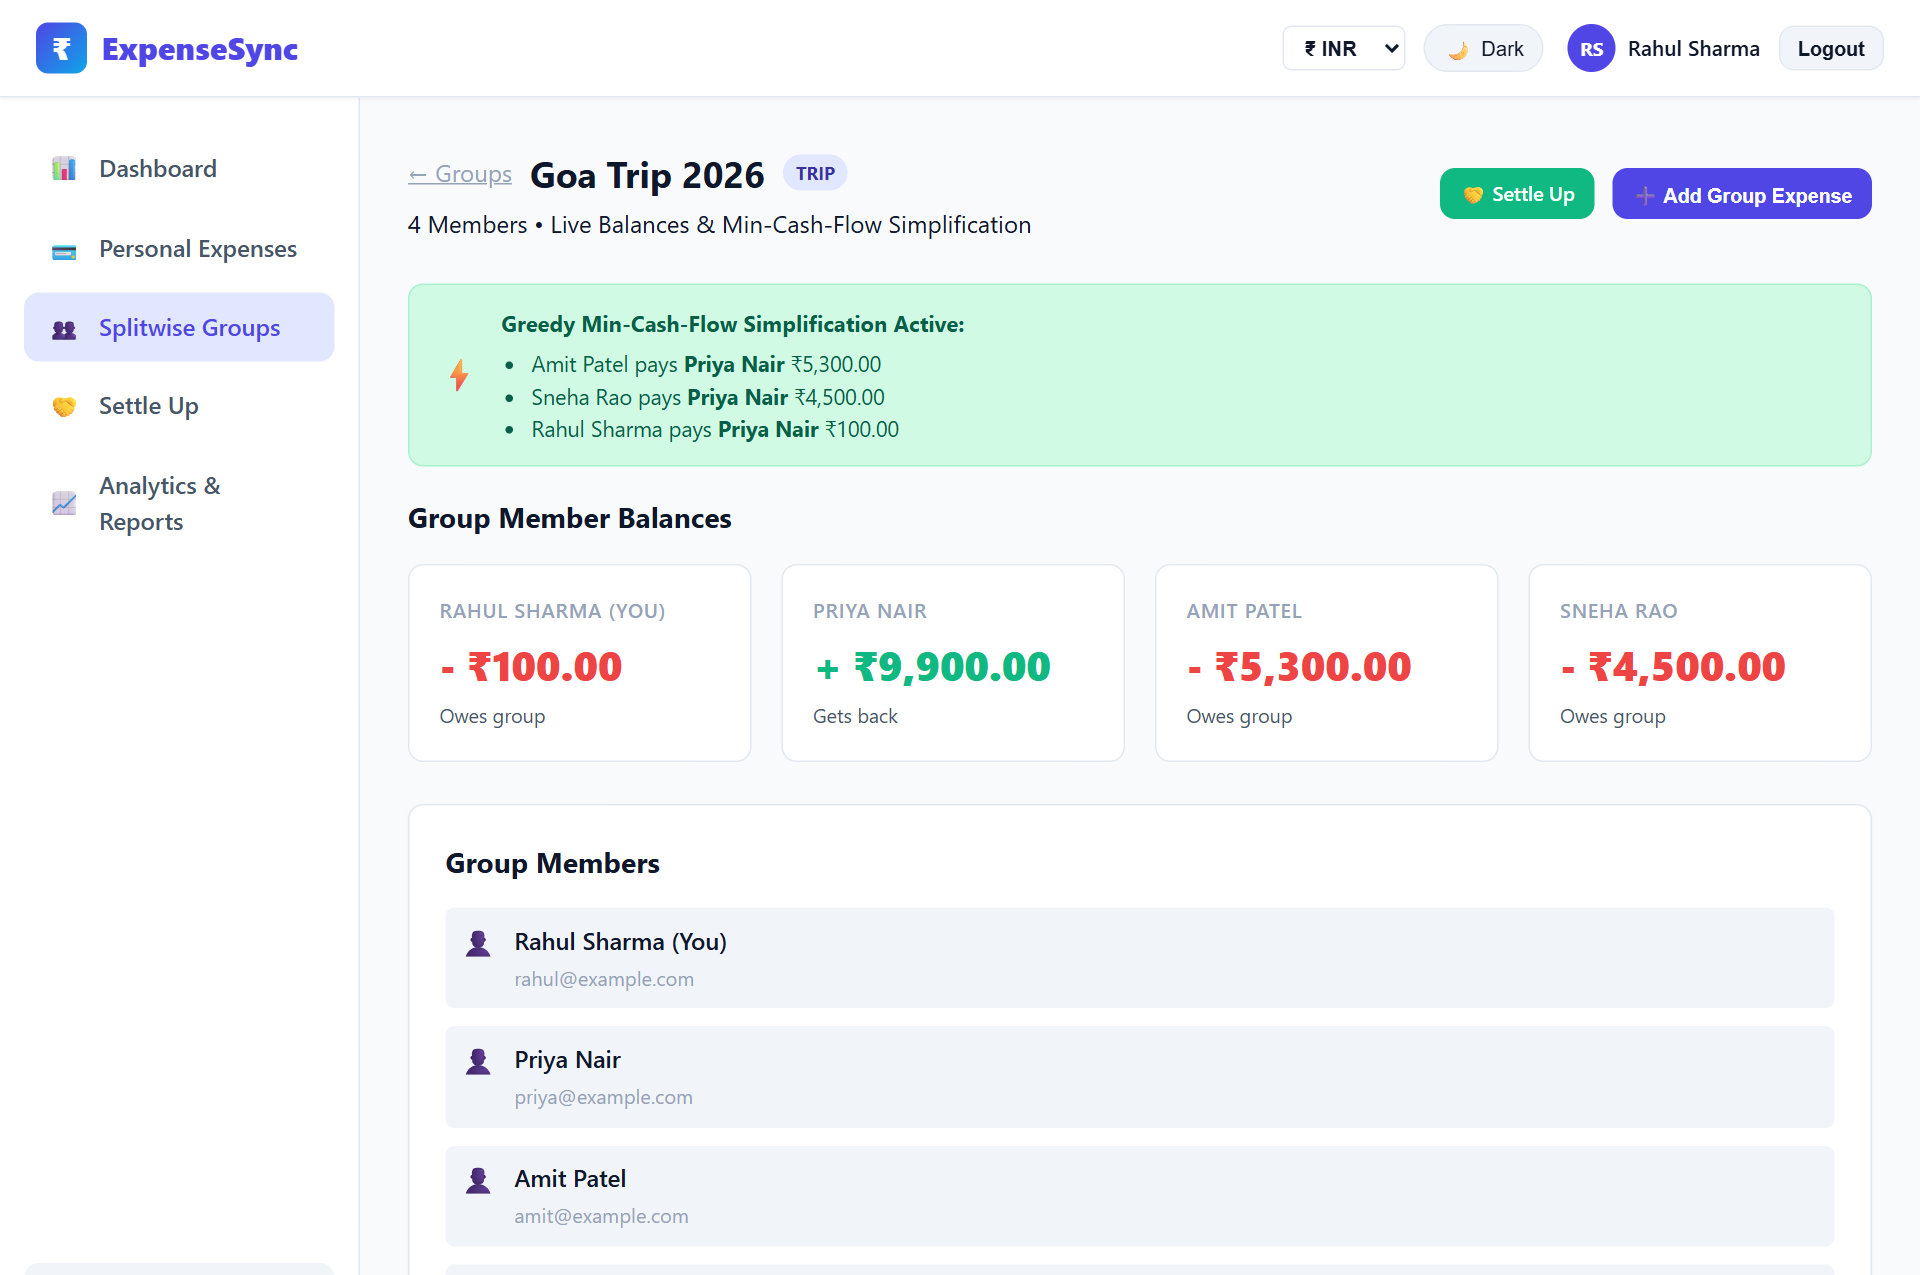 ₹ ExpenseSync
₹ INR
Dark
RS Rahul Sharma
Logout
Dashboard
Personal Expenses
Splitwise Groups
Settle Up
Analytics &
Reports
← Groups Goa Trip 2026 TRIP
4 Members • Live Balances & Min-Cash-Flow Simplification
Settle Up
Add Group Expense
Greedy Min-Cash-Flow Simplification Active:
• Amit Patel pays Priya Nair ₹5,300.00
• Sneha Rao pays Priya Nair ₹4,500.00
• Rahul Sharma pays Priya Nair ₹100.00
Group Member Balances
RAHUL SHARMA (YOU)
- ₹100.00
Owes group
PRIYA NAIR
+ ₹9,900.00
Gets back
AMIT PATEL
- ₹5,300.00
Owes group
SNEHA RAO
- ₹4,500.00
Owes group
Group Members
Rahul Sharma (You)
rahul@example.com
Priya Nair
priya@example.com
Amit Patel
amit@example.com